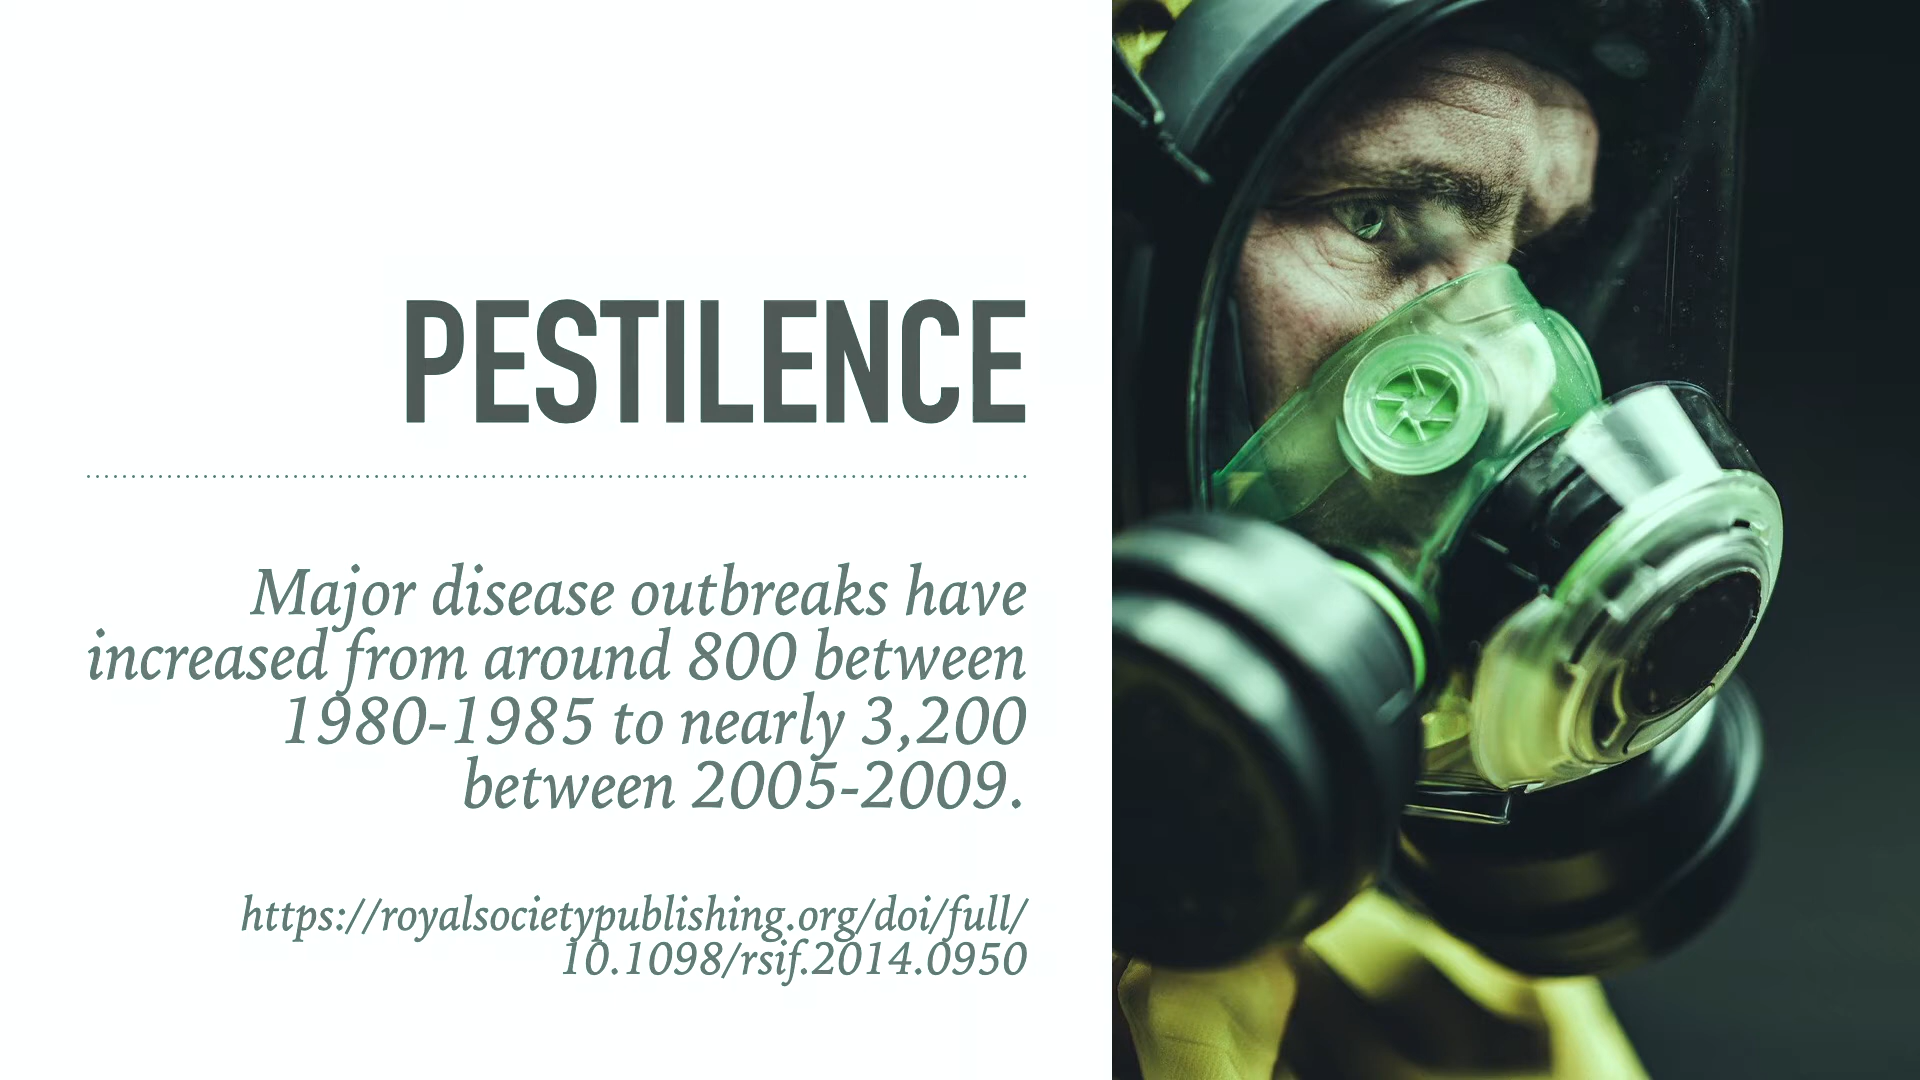 PESTILENCE
Major disease outbreaks have
increased from around 800 between
1980-1985 to nearly 3,200
between 2005-2009.
https://royalsocietypublishing.org/doi/full/
10.1098/rsif.2014.0950